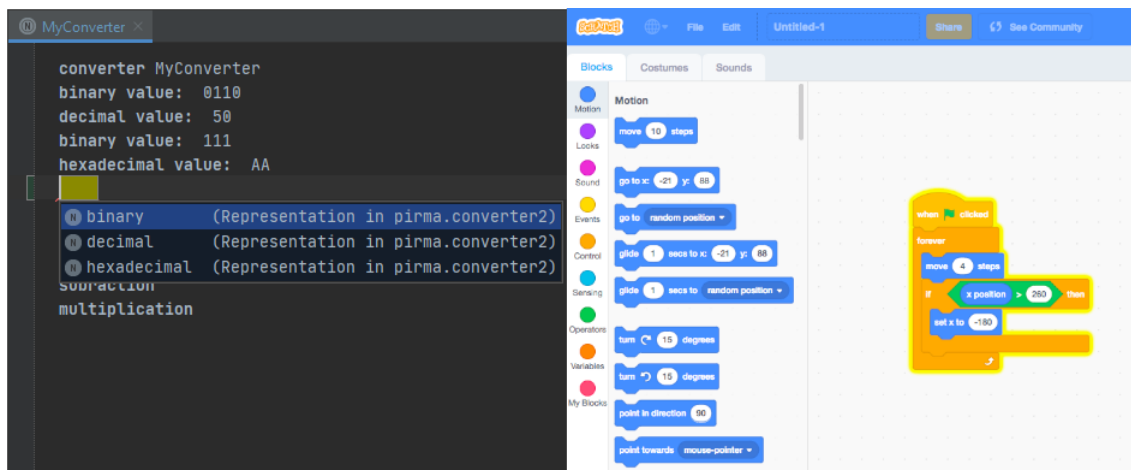 MyConverter
converter MyConverter
binary value: 0110
decimal value: 50
binary value: 111
hexadecimal value: AA
N binary (Representation in pirma.converter2)
N decimal (Representation in pirma.converter2)
N hexadecimal (Representation in pirma.converter2)
subraction
multiplication
SCRATCH File Edit Untitled-1 Share See Community
Blocks Costumes Sounds
Motion
Looks
Sound
Events
Control
Sensing
Operators
Variables
My Blocks
Motion
move 10 steps
go to x: -21 y: 88
go to random position
glide 1 secs to x: -21 y: 88
glide 1 secs to random position
turn 15 degrees
turn 15 degrees
point in direction 90
point towards mouse-pointer
when clicked
forever
move 4 steps
if x position > 260 then
set x to -180